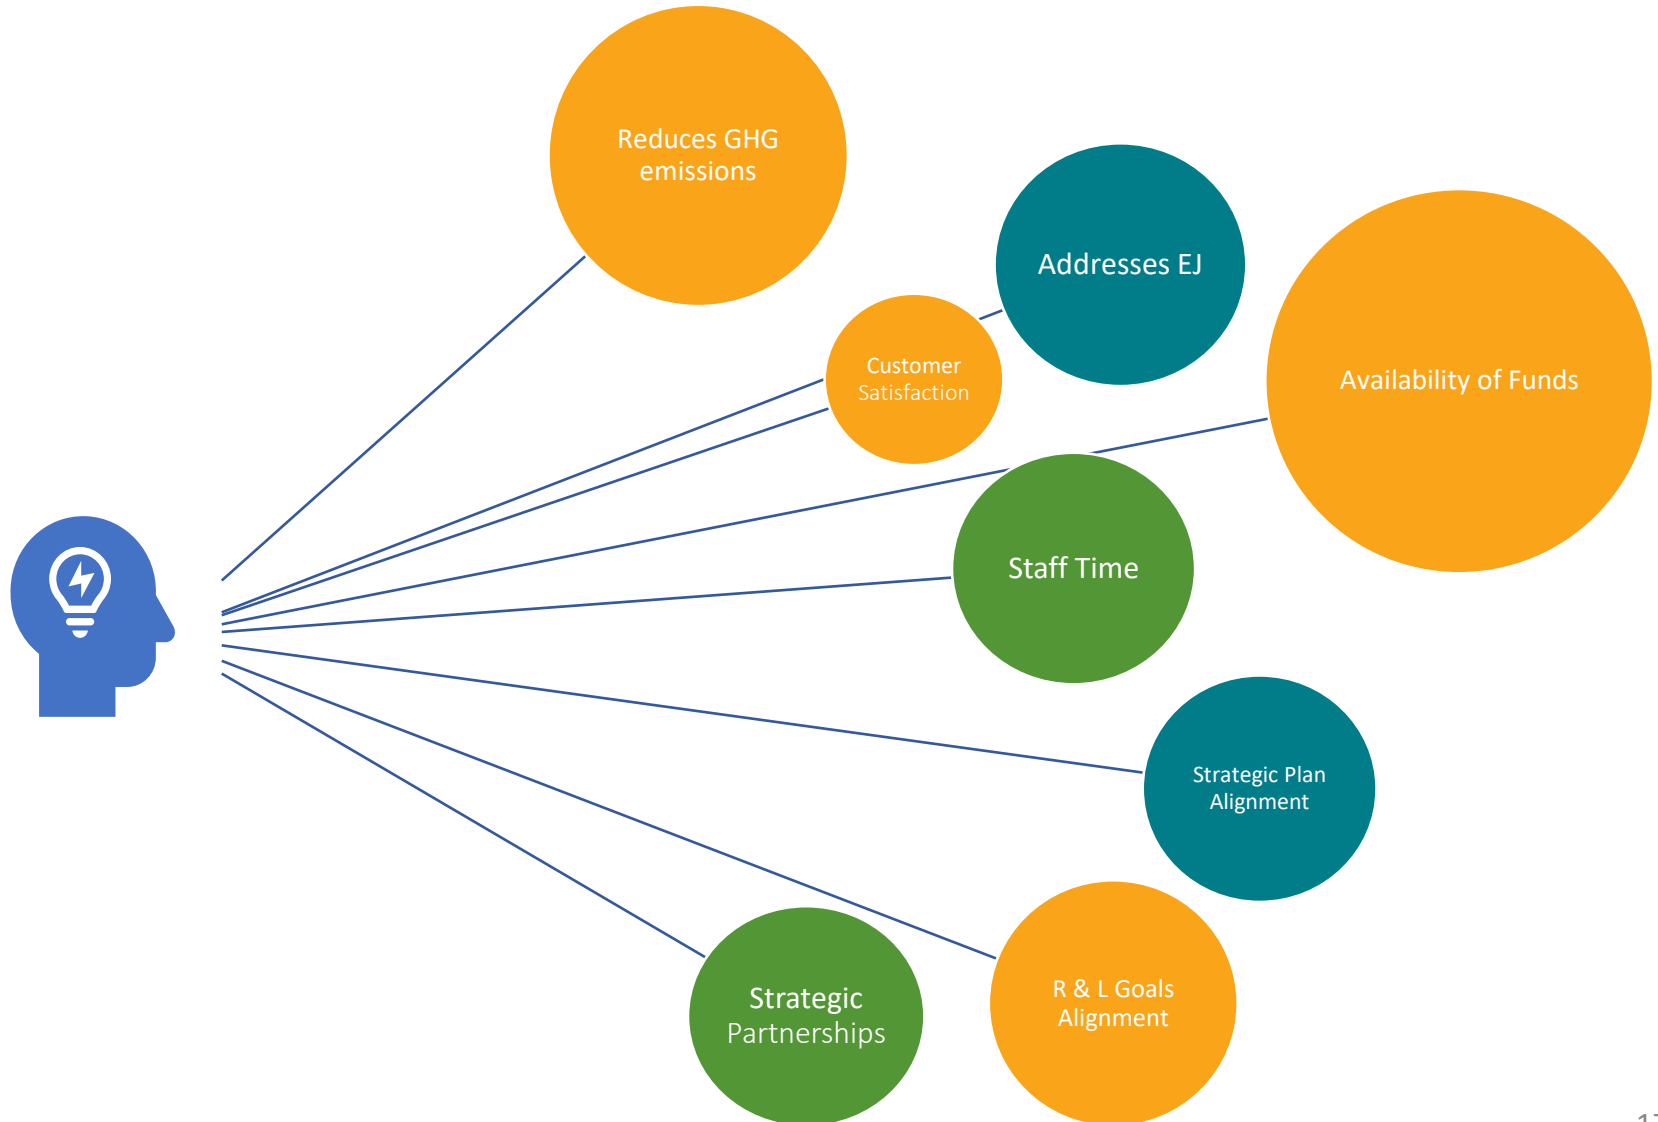 Reduces GHG
emissions
Addresses EJ
Customer
Satisfaction
Availability of Funds
Staff Time
Strategic Plan
Alignment
R & L Goals
Alignment
Strategic
Partnerships